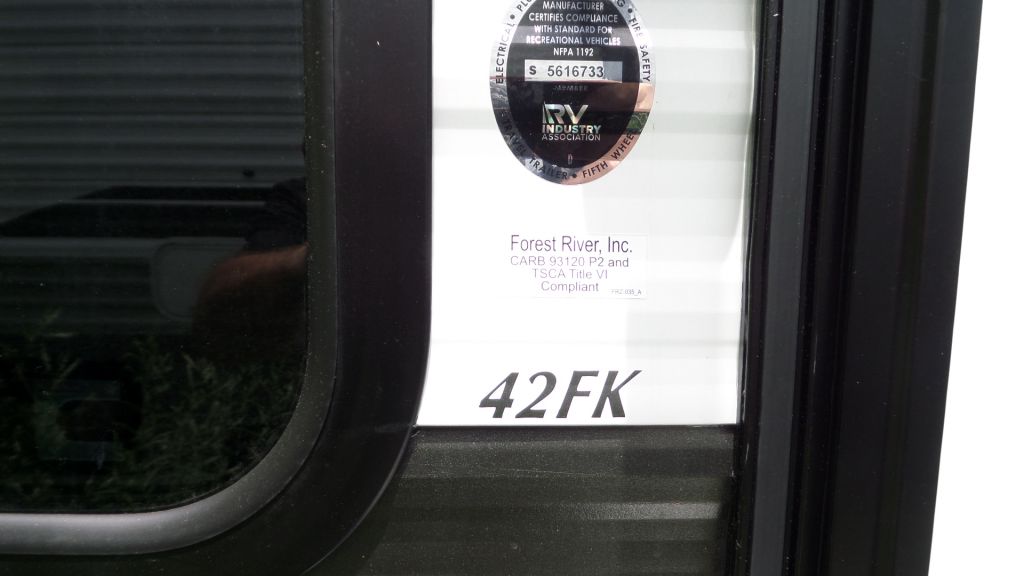 MANUFACTURER
CERTIFIES COMPLIANCE
WITH STANDARD FOR
RECREATIONAL VEHICLES
NFPA 1192
S 5616733
MEMBER
RV
INDUSTRY
ASSOCIATION
ELECTRICAL •
• FIRE SAFETY
TRAVEL TRAILER • FIFTH WHEEL
Forest River, Inc.
CARB 93120 P2 and
TSCA Title VI
Compliant
42FK